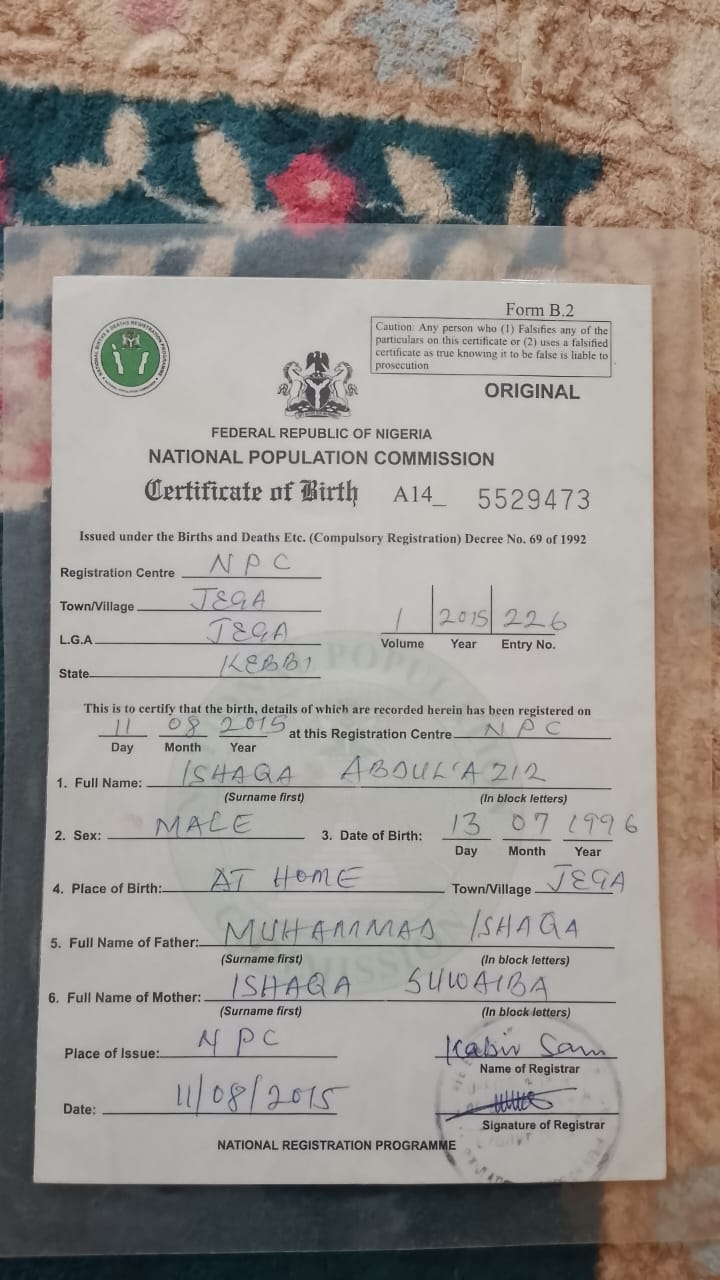 Form B.2
Caution: Any person who (1) Falsifies any of the
particulars on this certificate or (2) uses a falsified
certificate as true knowing it to be false is liable to
prosecution
ORIGINAL
FEDERAL REPUBLIC OF NIGERIA
NATIONAL POPULATION COMMISSION
Certificate of Birth A14_ 5529473
Issued under the Births and Deaths Etc. (Compulsory Registration) Decree No. 69 of 1992
Registration Centre NPC
Town/Village JEGA
L.G.A JEGA
1 2015 226
Volume Year Entry No.
State KEBBI
This is to certify that the birth, details of which are recorded herein has been registered on
11 08 2015 at this Registration Centre NPC
Day Month Year
1. Full Name: ISHAQA ABDUL'AZIZ
(Surname first) (In block letters)
2. Sex: MALE 3. Date of Birth: 13 07 1996
Day Month Year
4. Place of Birth: AT HOME Town/Village JEGA
5. Full Name of Father: MUHAMMAD ISHAQA
(Surname first) (In block letters)
6. Full Name of Mother: ISHAQA SUWAIBA
(Surname first) (In block letters)
Place of Issue: NPC
Kabir Sani
Name of Registrar
Date: 11/08/2015
Signature of Registrar
NATIONAL REGISTRATION PROGRAMME